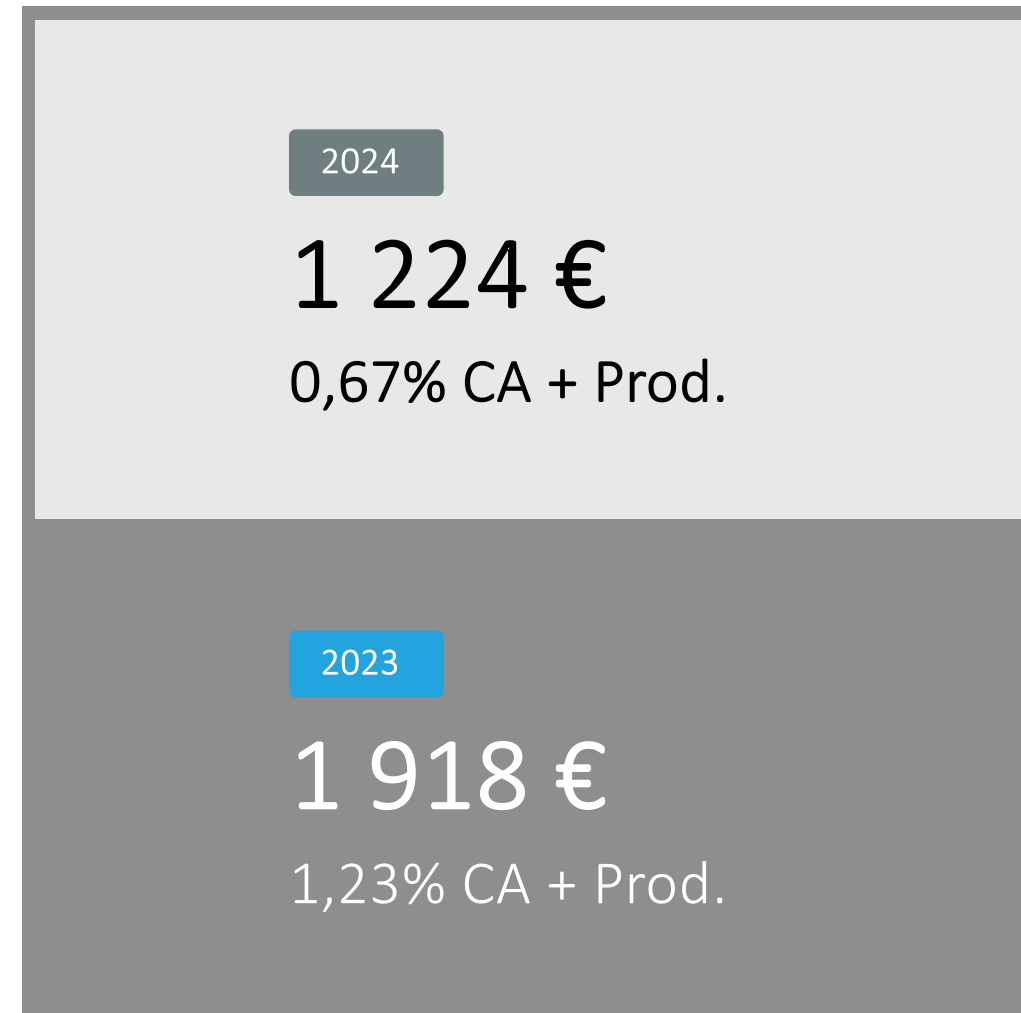 2024
1 224 €
0,67% CA + Prod.
2023
1 918 €
1,23% CA + Prod.